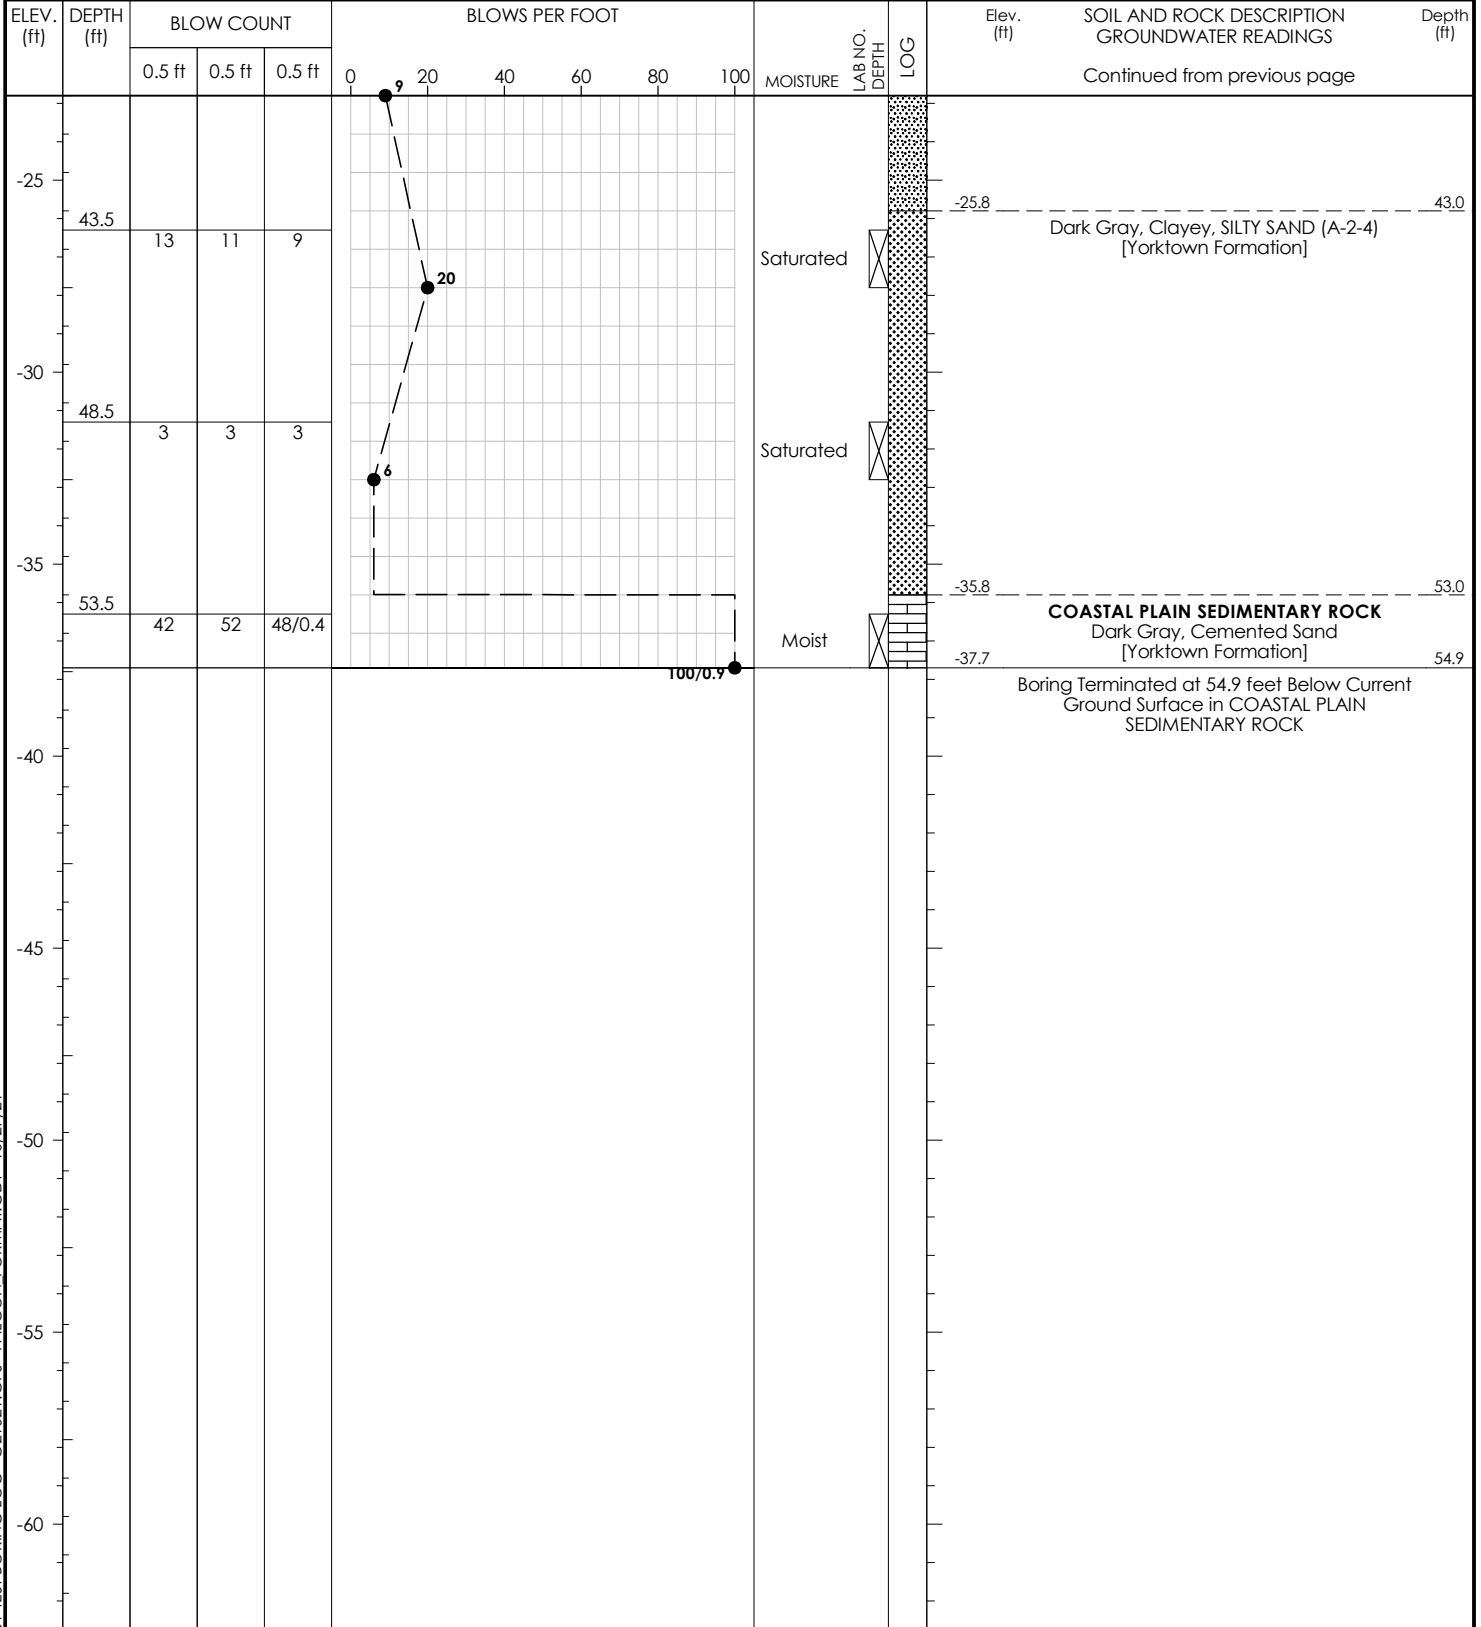 ELEV.
(ft)
DEPTH
(ft)
BLOW COUNT
0.5 ft
0.5 ft
0.5 ft
BLOWS PER FOOT
0
20
40
60
80
100
MOISTURE
LAB NO.
DEPTH
LOG
Elev.
(ft)
SOIL AND ROCK DESCRIPTION
GROUNDWATER READINGS
Continued from previous page
Depth
(ft)
9
-25
-25.8
43.0
43.5
13
11
9
20
Saturated
Dark Gray, Clayey, SILTY SAND (A-2-4)
[Yorktown Formation]
-30
48.5
3
3
3
6
Saturated
-35
-35.8
53.0
53.5
42
52
48/0.4
100/0.9
Moist
COASTAL PLAIN SEDIMENTARY ROCK
Dark Gray, Cemented Sand
[Yorktown Formation]
-37.7
54.9
Boring Terminated at 54.9 feet Below Current
Ground Surface in COASTAL PLAIN
SEDIMENTARY ROCK
-40
-45
-50
-55
-60